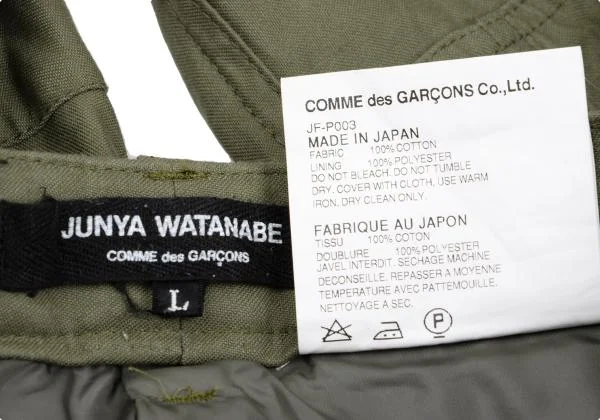 COMME des GARÇONS Co.,Ltd.
JF-P003
MADE IN JAPAN
FABRIC 100% COTTON
LINING 100% POLYESTER
DO NOT BLEACH. DO NOT TUMBLE
DRY. COVER WITH CLOTH, USE WARM
IRON. DRY CLEAN ONLY.
FABRIQUE AU JAPON
TISSU 100% COTON
DOUBLURE 100% POLYESTER
JAVEL INTERDIT. SECHAGE MACHINE
DECONSEILLE. REPASSER A MOYENNE
TEMPERATURE AVEC PATTEMOUILLE.
NETTOYAGE A SEC.
P
JUNYA WATANABE
COMME des GARÇONS
L